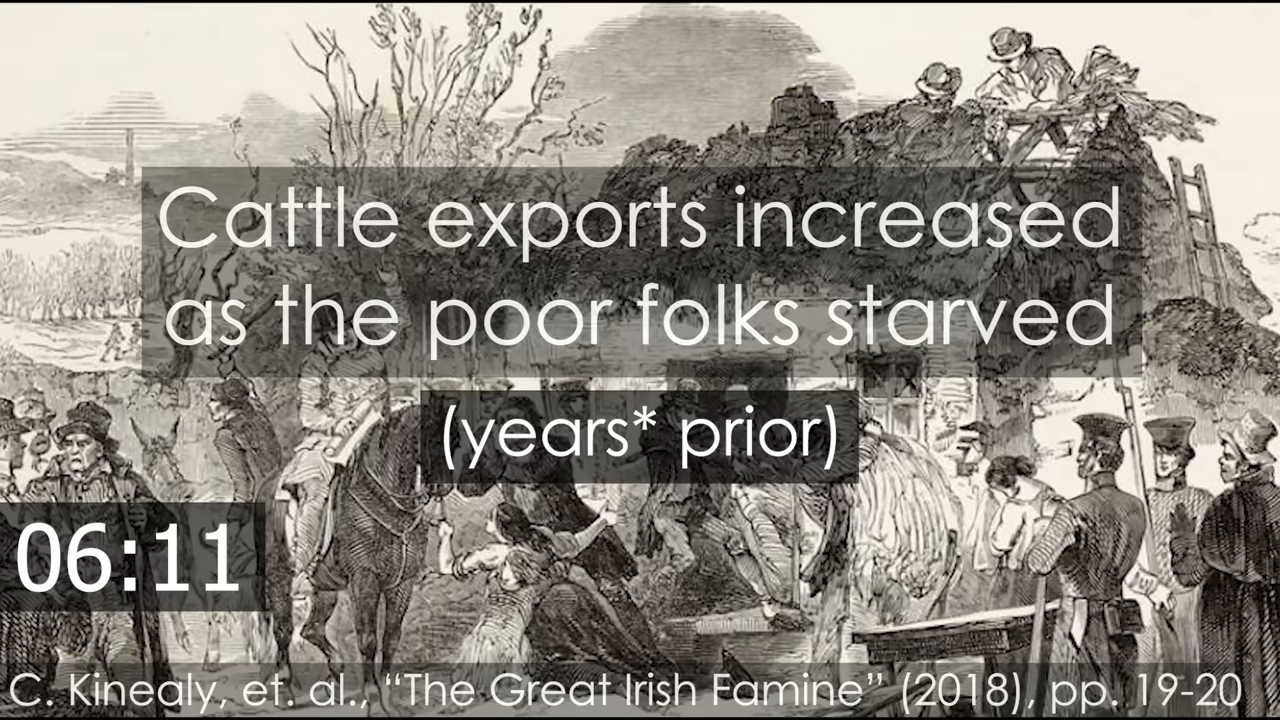 Cattle exports increased
as the poor folks starved
(years* prior)
06:11
C. Kinealy, et. al., “The Great Irish Famine” (2018), pp. 19-20